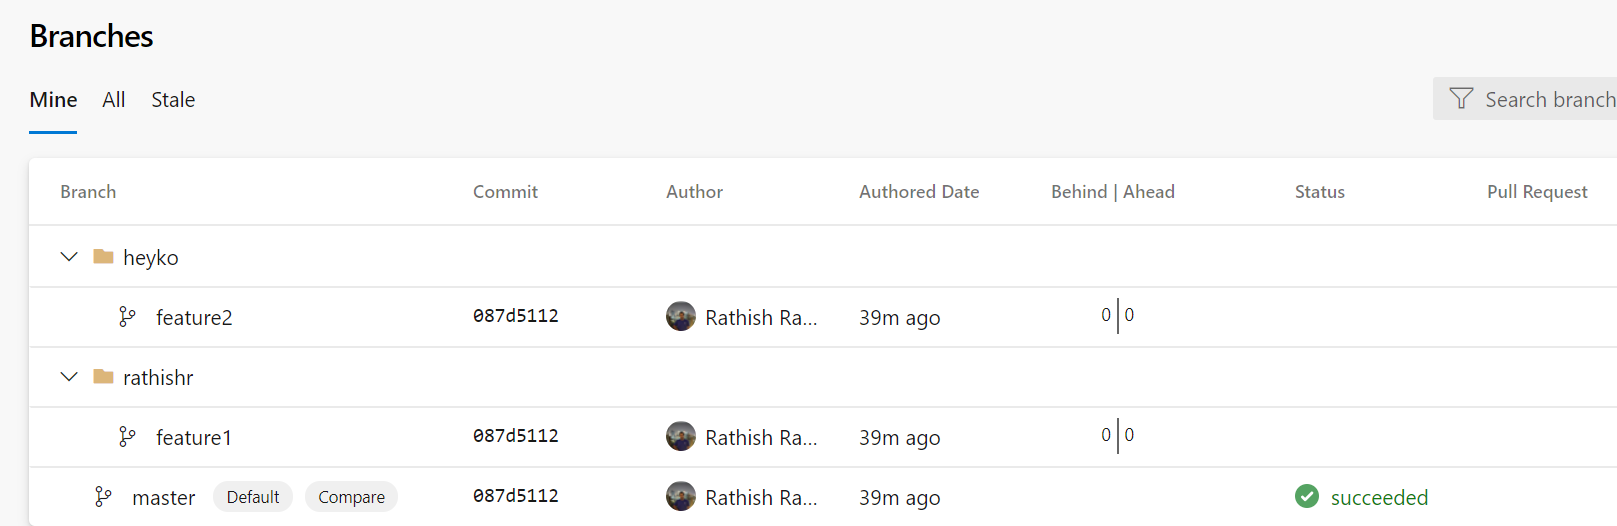 Branches
Mine All Stale
Search branch
Branch Commit Author Authored Date Behind | Ahead Status Pull Request
heyko
feature2 087d5112 Rathish Ra... 39m ago 0 0
rathishr
feature1 087d5112 Rathish Ra... 39m ago 0 0
master Default Compare 087d5112 Rathish Ra... 39m ago succeeded